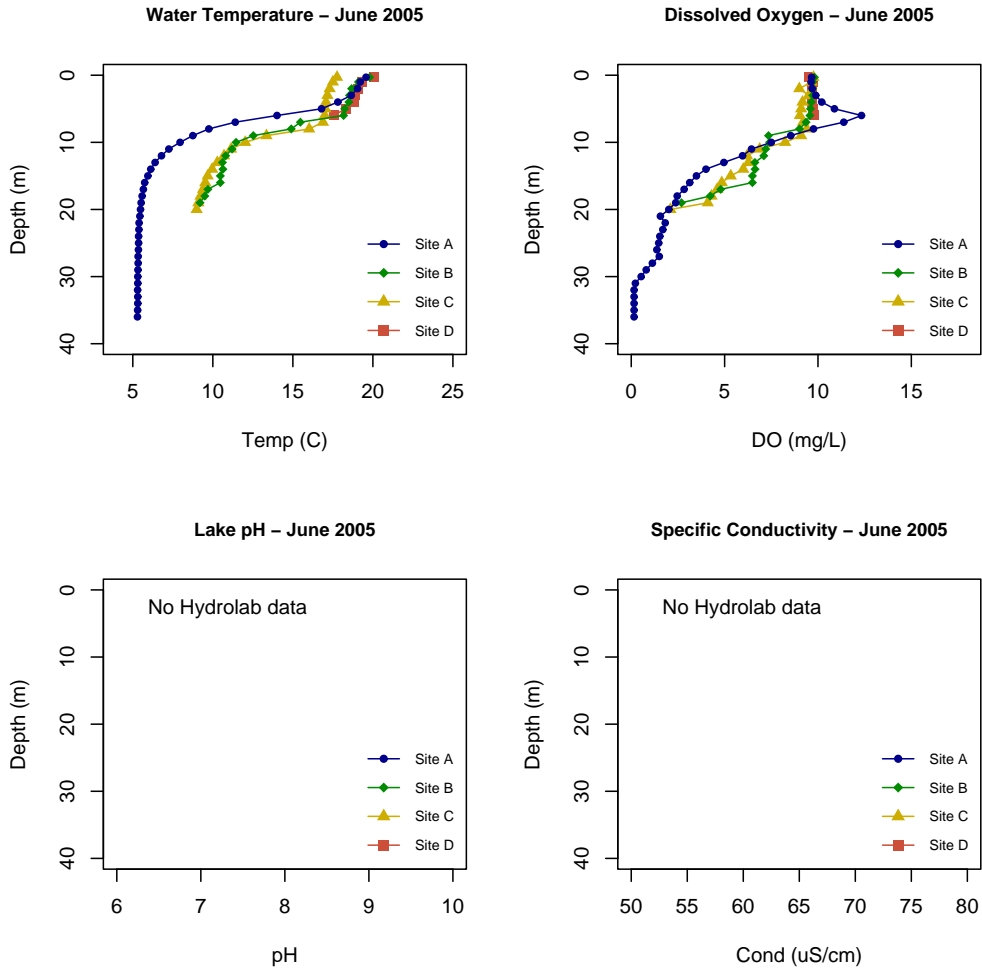 Water Temperature – June 2005
0
10
20
30
40
Depth (m)
5 10 15 20 25
Temp (C)
Site A
Site B
Site C
Site D
Dissolved Oxygen – June 2005
0
10
20
30
40
Depth (m)
0 5 10 15
DO (mg/L)
Site A
Site B
Site C
Site D
Lake pH – June 2005
No Hydrolab data
0
10
20
30
40
Depth (m)
6 7 8 9 10
pH
Site A
Site B
Site C
Site D
Specific Conductivity – June 2005
No Hydrolab data
0
10
20
30
40
Depth (m)
50 55 60 65 70 75 80
Cond (uS/cm)
Site A
Site B
Site C
Site D